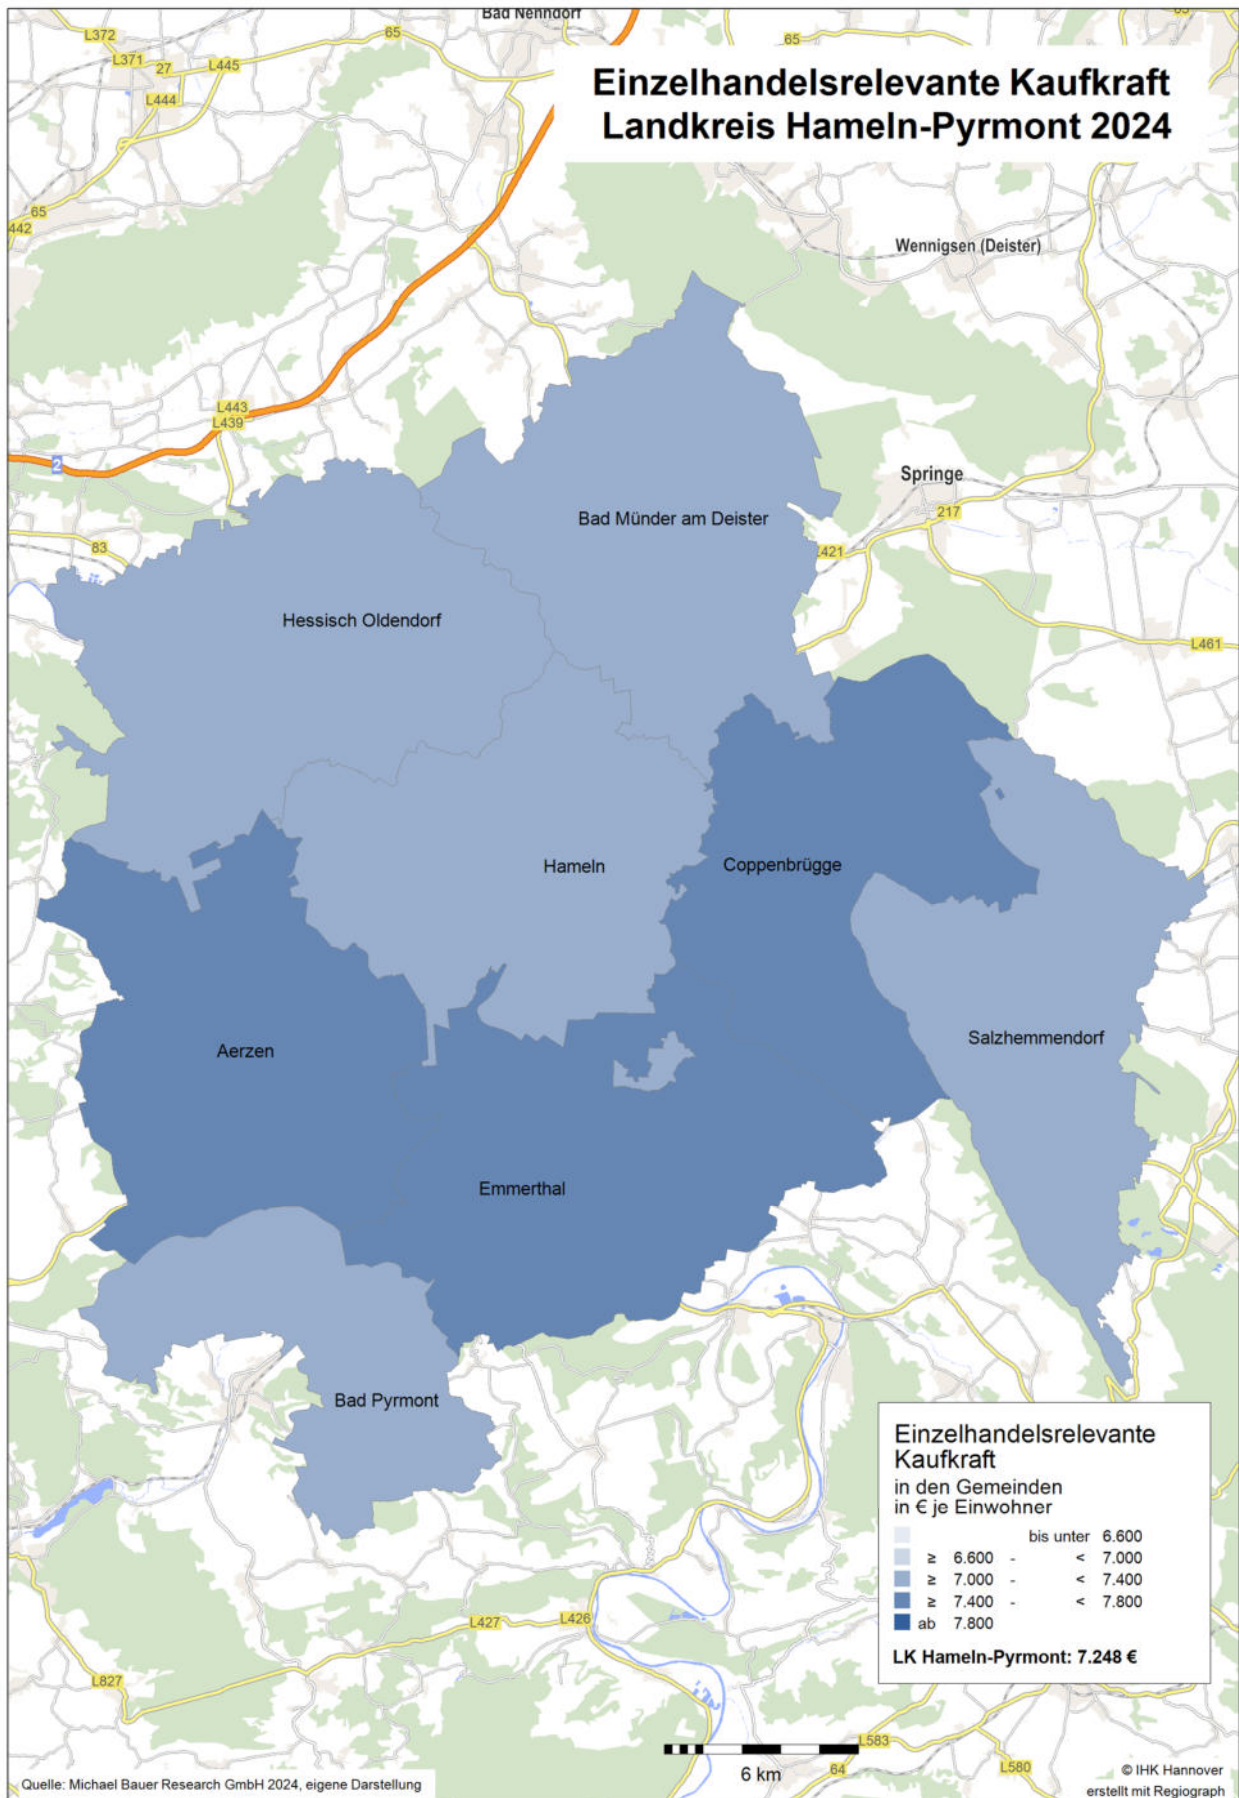 Bad Nenndorf
L372
65
65
L371
27
L445
L444
Einzelhandelsrelevante Kaufkraft
Landkreis Hameln-Pyrmont 2024
65
442
Wennigsen (Deister)
L443
L439
2
Springe
217
Bad Münder am Deister
83
L421
Hessisch Oldendorf
L461
Hameln
Coppenbrügge
Salzhemmendorf
Aerzen
Emmerthal
Bad Pyrmont
Einzelhandelsrelevante
Kaufkraft
in den Gemeinden
in € je Einwohner
bis unter 6.600
≥ 6.600 - < 7.000
≥ 7.000 - < 7.400
≥ 7.400 - < 7.800
ab 7.800
LK Hameln-Pyrmont: 7.248 €
L427
L426
L827
L583
64
L580
6 km
Quelle: Michael Bauer Research GmbH 2024, eigene Darstellung
© IHK Hannover
erstellt mit Regiograph